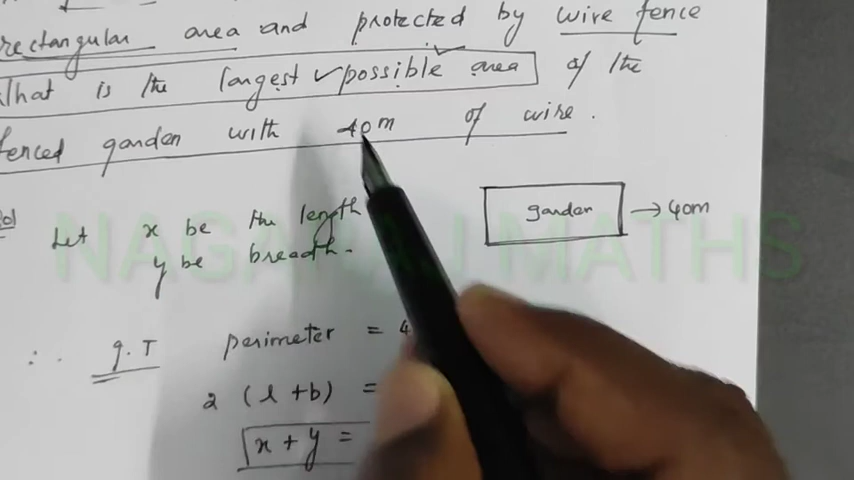 rectangular area and protected by wire fence
What is the largest possible area of the
fenced garden with 40m of wire.
Let x be the length
y be breadth.
garden → 40m
∴ g.T perimeter = 4
2 (l+b) =
x + y =
NAGARAJ MATHS